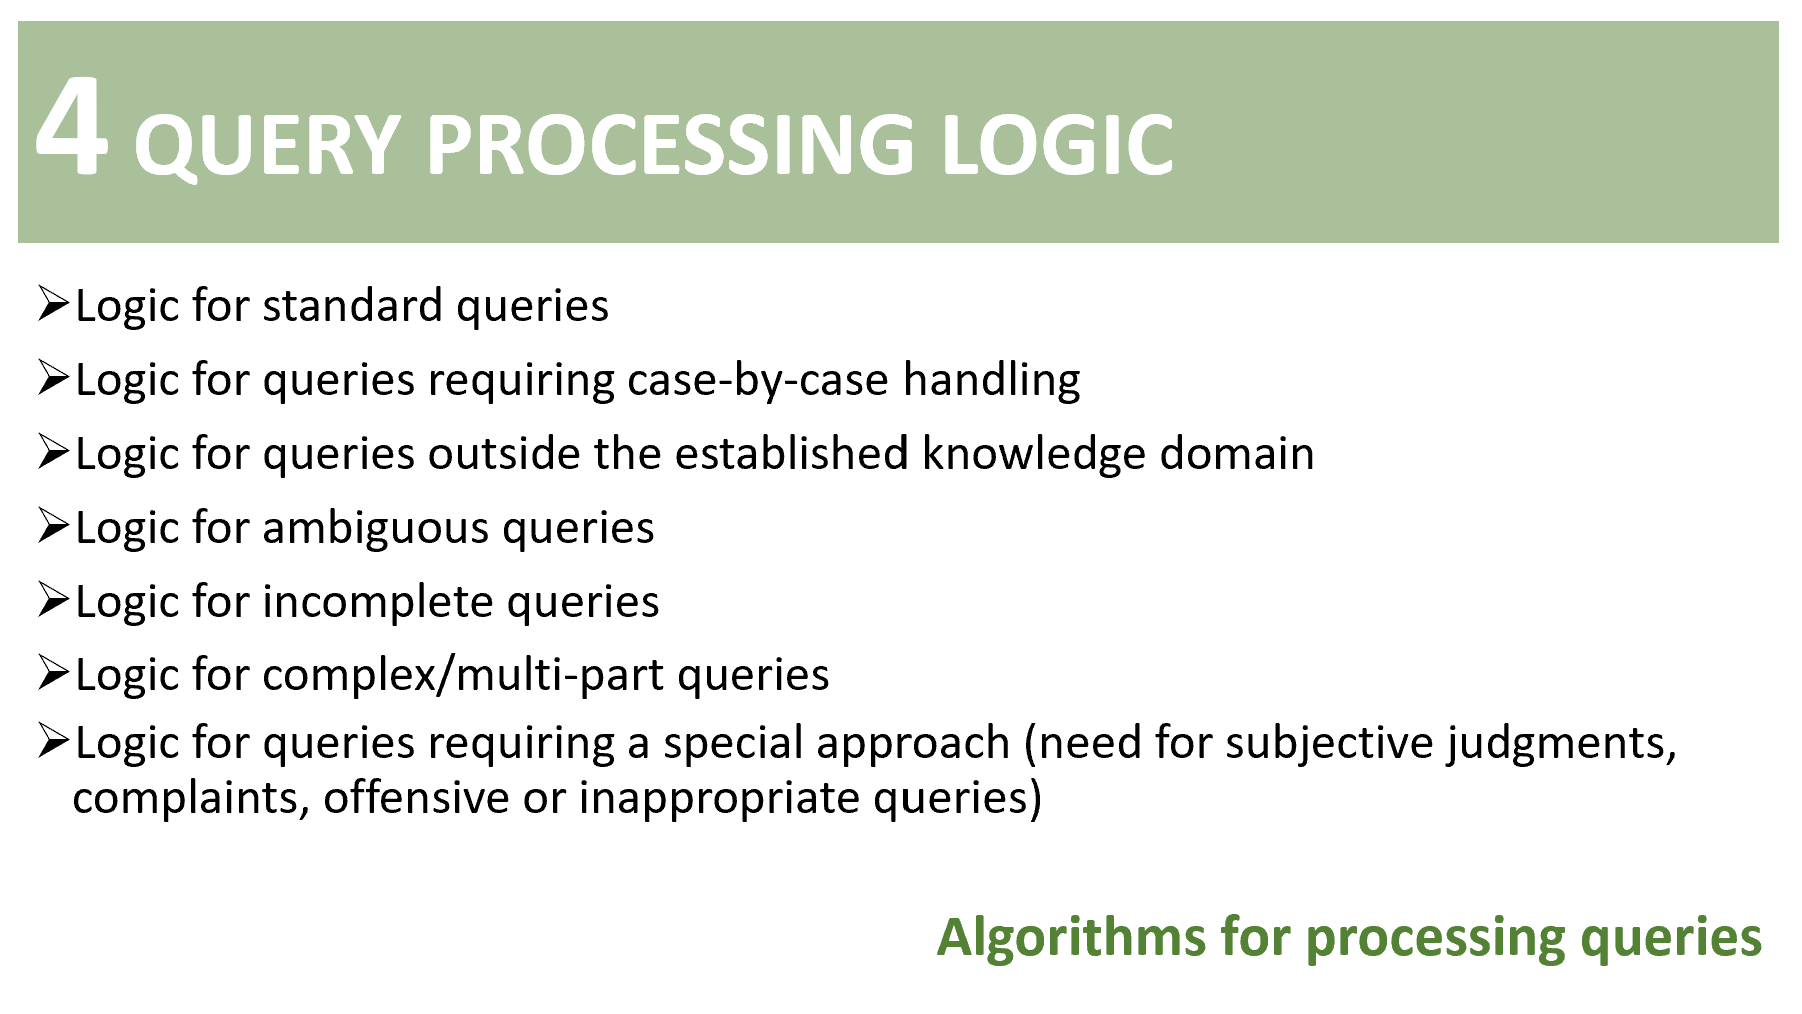 4 QUERY PROCESSING LOGIC
➢Logic for standard queries
➢Logic for queries requiring case-by-case handling
➢Logic for queries outside the established knowledge domain
➢Logic for ambiguous queries
➢Logic for incomplete queries
➢Logic for complex/multi-part queries
➢Logic for queries requiring a special approach (need for subjective judgments,
complaints, offensive or inappropriate queries)
Algorithms for processing queries